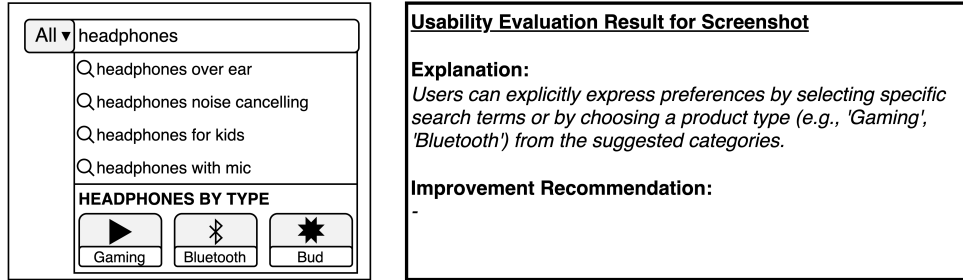 All ▾ headphones
headphones over ear
headphones noise cancelling
headphones for kids
headphones with mic
HEADPHONES BY TYPE
Gaming Bluetooth Bud
Usability Evaluation Result for Screenshot
Explanation:
Users can explicitly express preferences by selecting specific
search terms or by choosing a product type (e.g., 'Gaming',
'Bluetooth') from the suggested categories.
Improvement Recommendation:
-